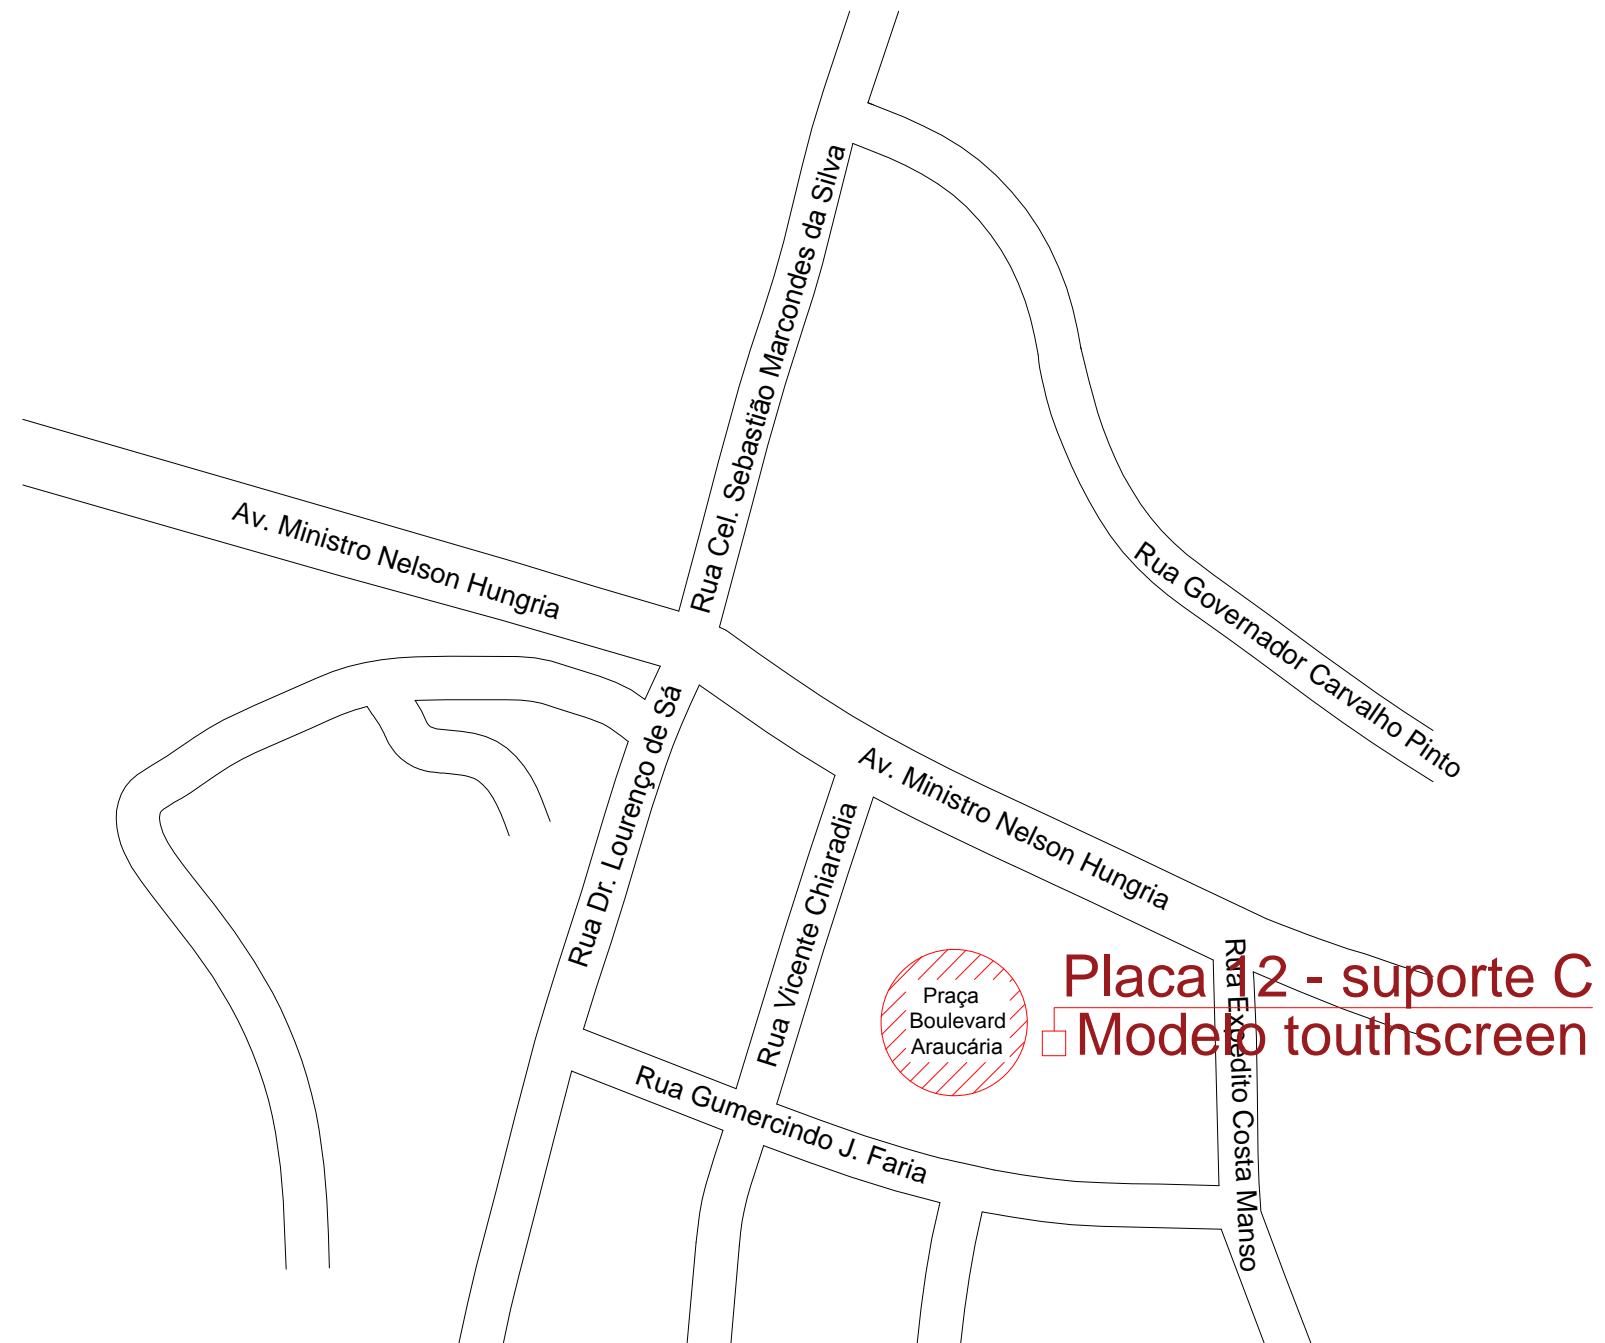 Rua Cel. Sebastião Marcondes da Silva
Av. Ministro Nelson Hungria
Rua Governador Carvalho Pinto
Rua Dr. Lourenço de Sá
Av. Ministro Nelson Hungria
Rua Vicente Chiaradia
Rua Expedito Costa Manso
Placa 12 - suporte C
Modelo touthscreen
Praça
Boulevard
Araucária
Rua Gumercindo J. Faria